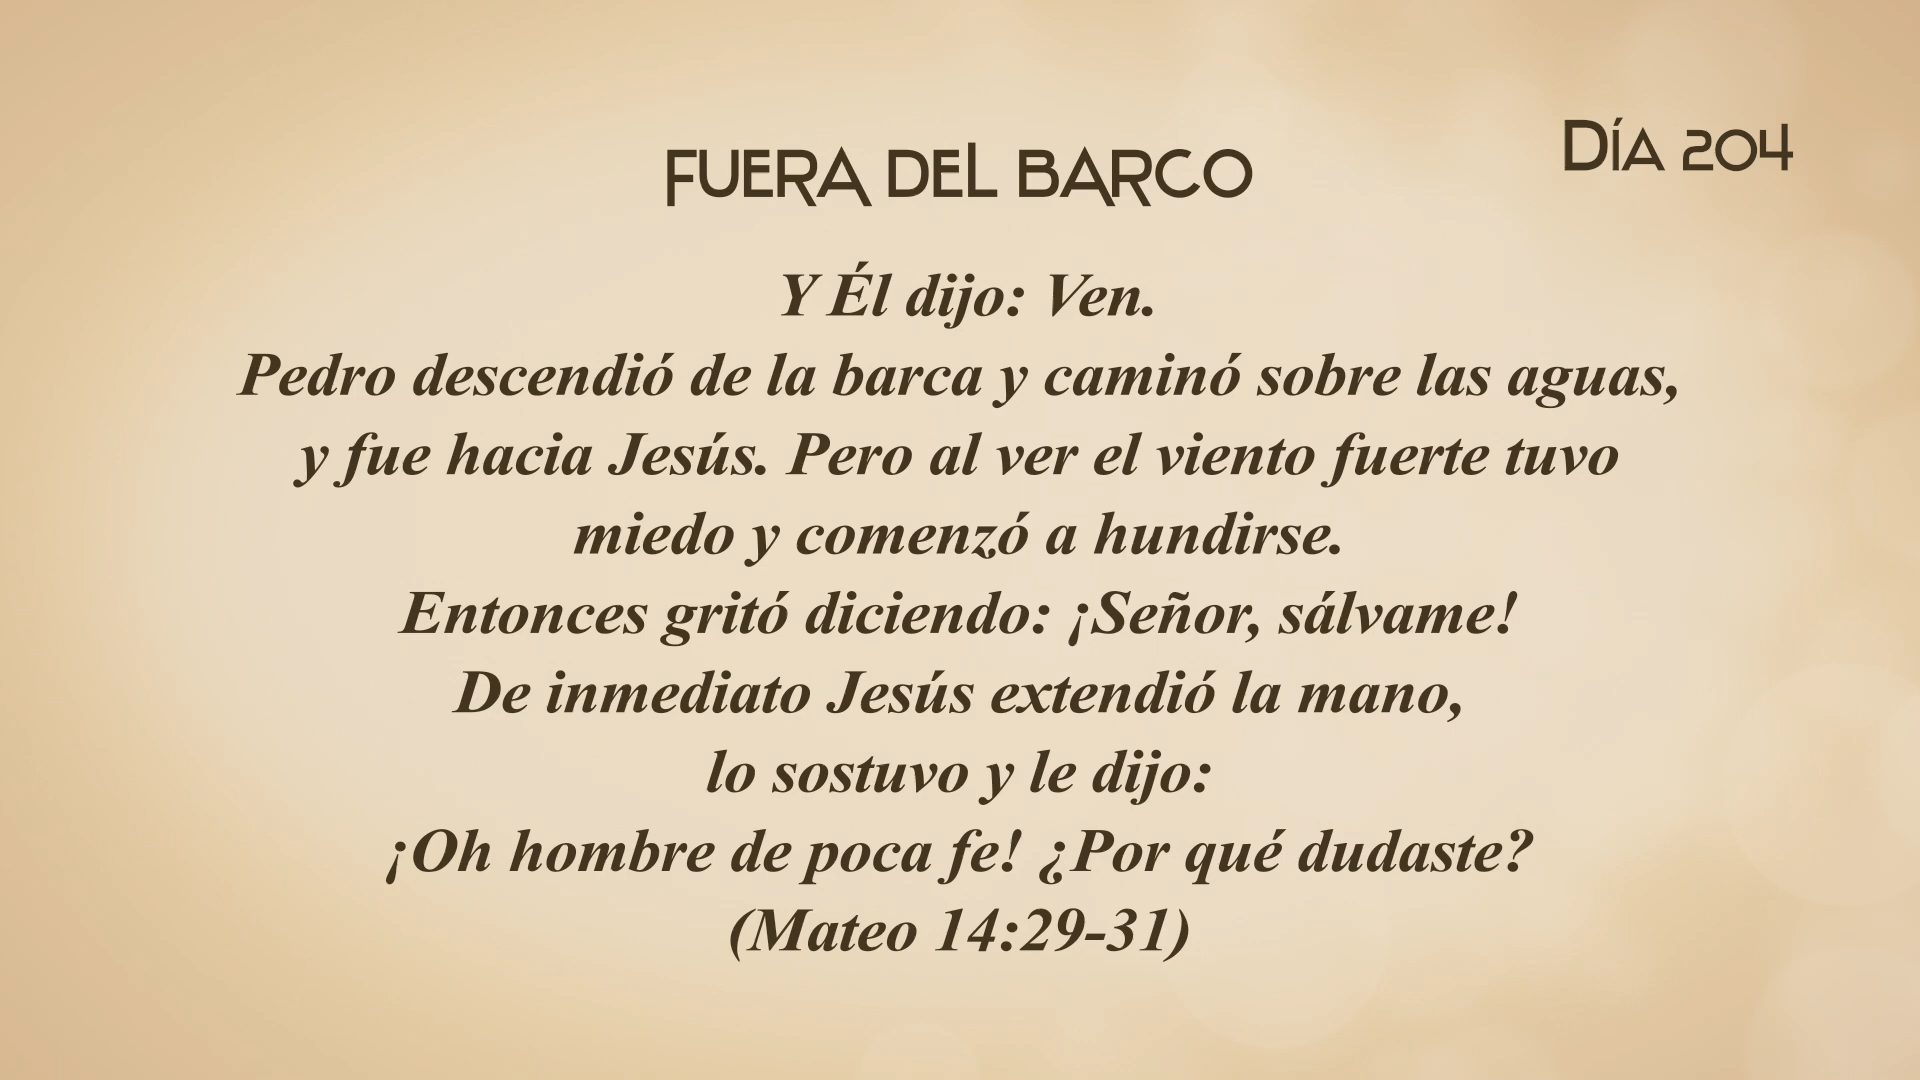 FUERA DEL BARCO
Día 204
Y Él dijo: Ven.
Pedro descendió de la barca y caminó sobre las aguas,
y fue hacia Jesús. Pero al ver el viento fuerte tuvo
miedo y comenzó a hundirse.
Entonces gritó diciendo: ¡Señor, sálvame!
De inmediato Jesús extendió la mano,
lo sostuvo y le dijo:
¡Oh hombre de poca fe! ¿Por qué dudaste?
(Mateo 14:29-31)